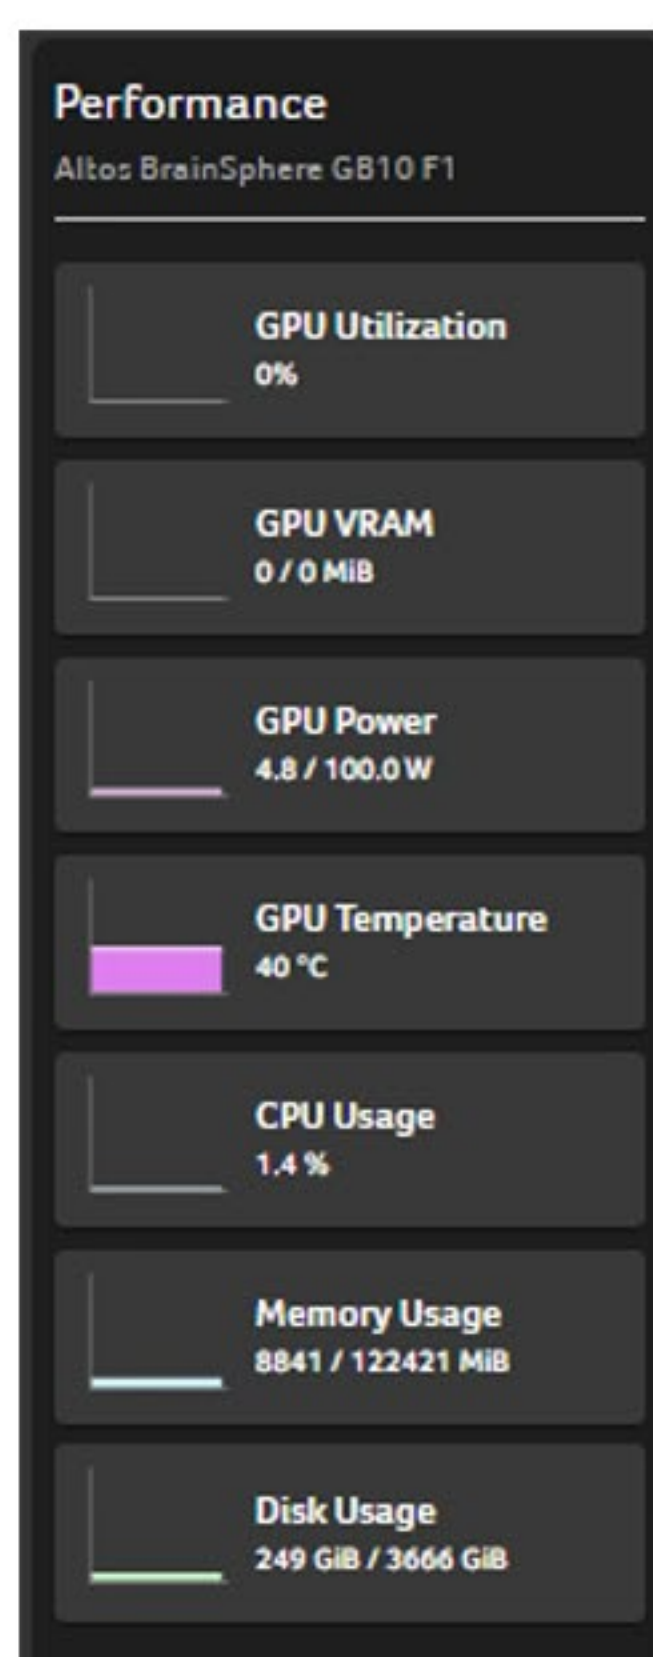 Performance
Altos BrainSphere GB10 F1
GPU Utilization
0%
GPU VRAM
0 / 0 MiB
GPU Power
4.8 / 100.0 W
GPU Temperature
40 °C
CPU Usage
1.4 %
Memory Usage
8841 / 122421 MiB
Disk Usage
249 GiB / 3666 GiB